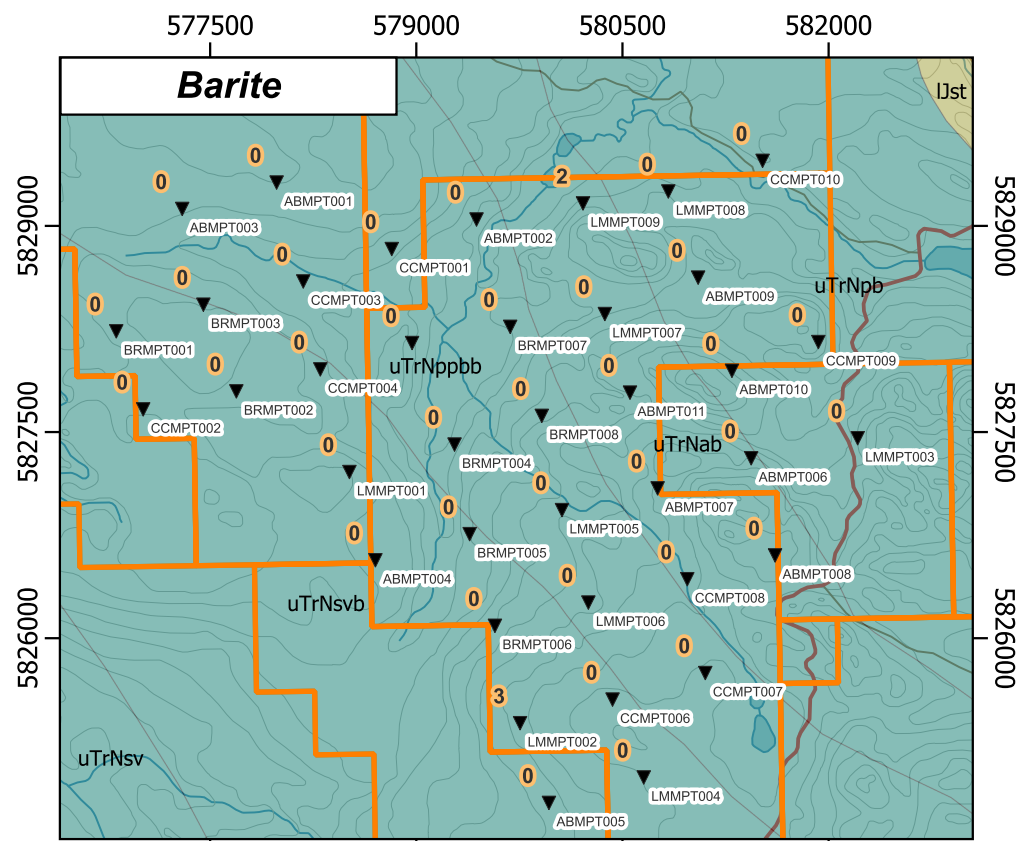 577500 579000 580500 582000
Barite
lJst
0
CCMPT010
0
ABMPT001
0
ABMPT003
2
LMMPT009
0
LMMPT008
0
ABMPT002
0
CCMPT001
5829000
5829000
0
CCMPT003
0
ABMPT009
uTrNpb
0
BRMPT003
0
BRMPT001
0
BRMPT007
0
LMMPT007
0
CCMPT009
0
uTrNppbb
0
CCMPT004
0
BRMPT002
0
ABMPT010
0
ABMPT011
0
CCMPT002
0
BRMPT008
5827500
5827500
0
BRMPT004
uTrNab
0
ABMPT006
0
LMMPT003
0
LMMPT001
0
ABMPT007
0
LMMPT005
0
BRMPT005
0
ABMPT008
0
ABMPT004
0
CCMPT008
uTrNsvb
0
LMMPT006
0
BRMPT006
5826000
5826000
0
CCMPT007
0
CCMPT006
3
LMMPT002
uTrNsv
0
LMMPT004
0
ABMPT005